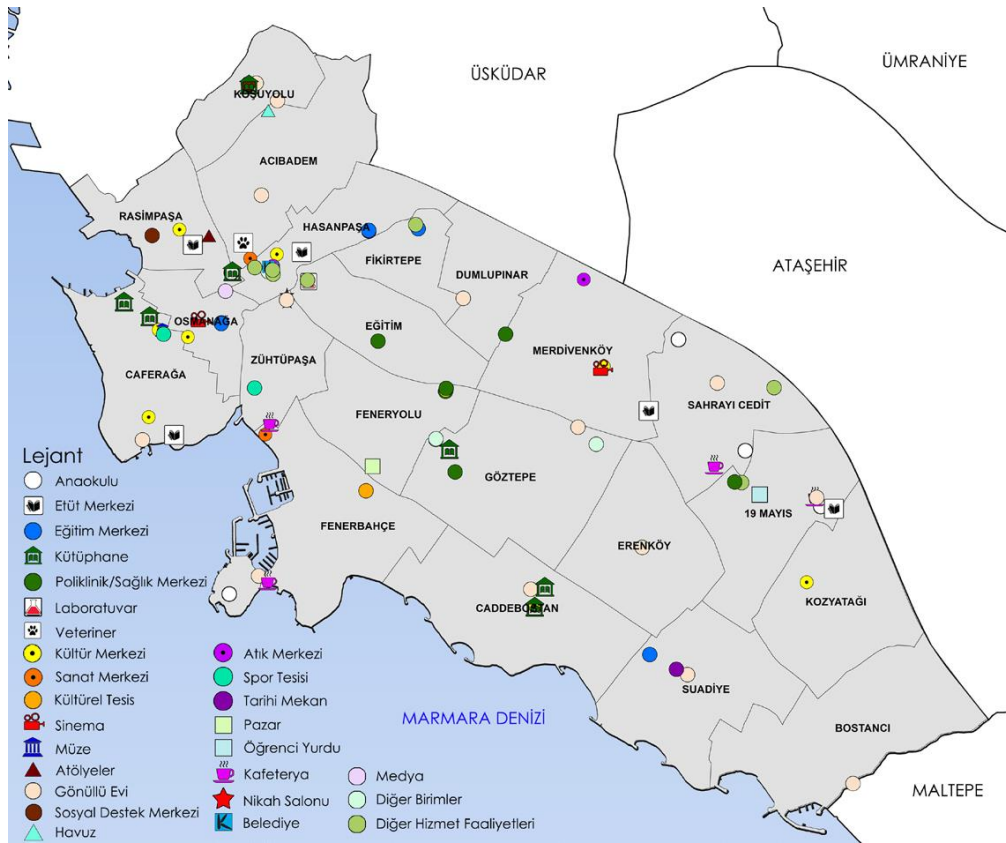 ÜMRANİYE
ÜSKÜDAR
KOŞUYOLU
ACIBADEM
RASİMPAŞA
HASANPAŞA
FİKİRTEPE
DUMLUPINAR
ATAŞEHİR
OSMANAĞA
EĞİTİM
MERDİVENKÖY
ZÜHTÜPAŞA
CAFERAĞA
SAHRAYI CEDİT
FENERYOLU
GÖZTEPE
19 MAYIS
FENERBAHÇE
ERENKÖY
KOZYATAĞI
CADDEBOSTAN
SUADİYE
MARMARA DENİZİ
BOSTANCI
MALTEPE
Lejant
Anaokulu
Etüt Merkezi
Eğitim Merkezi
Kütüphane
Poliklinik/Sağlık Merkezi
Laboratuvar
Veteriner
Kültür Merkezi
Sanat Merkezi
Kültürel Tesis
Sinema
Müze
Atölyeler
Gönüllü Evi
Sosyal Destek Merkezi
Havuz
Atık Merkezi
Spor Tesisi
Tarihi Mekan
Pazar
Öğrenci Yurdu
Kafeterya
Nikah Salonu
Belediye
Medya
Diğer Birimler
Diğer Hizmet Faaliyetleri